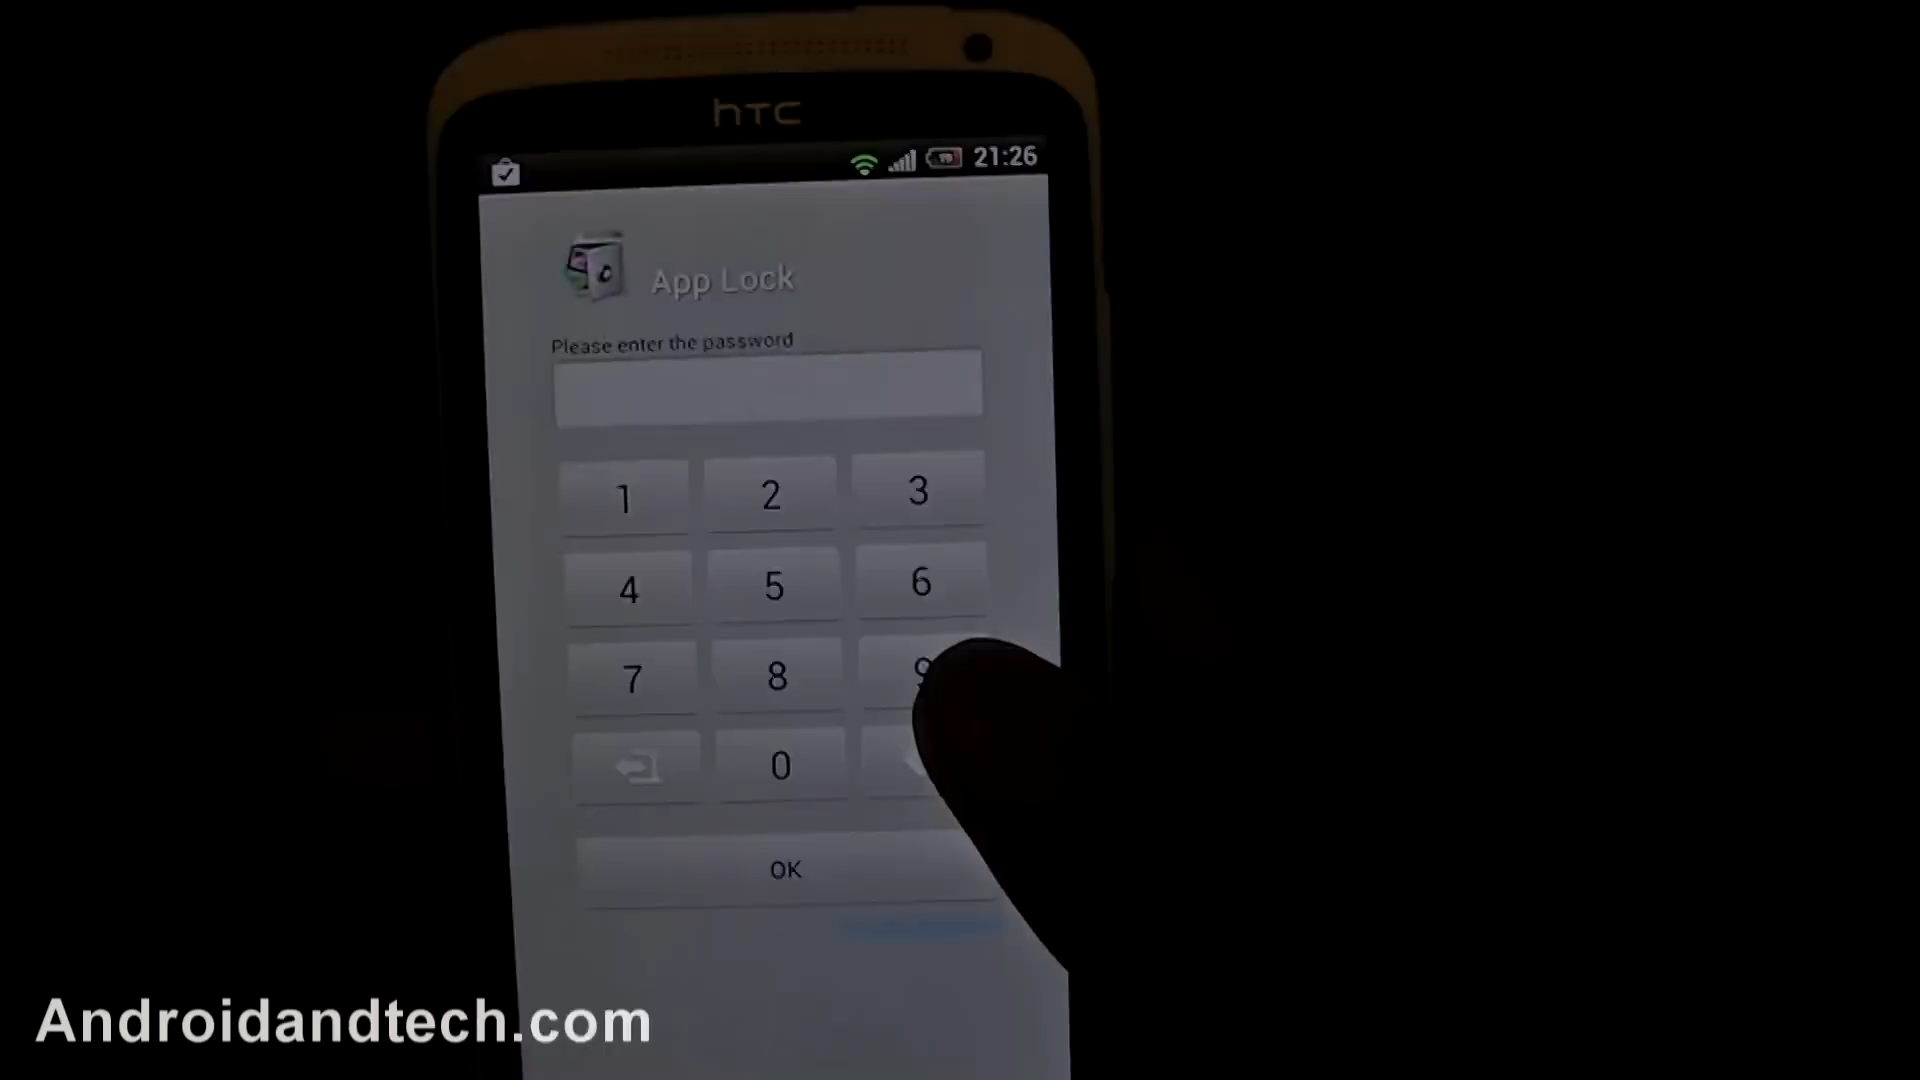 hTC
21:26
App Lock
Please enter the password
1 2 3
4 5 6
7 8 9
0
OK
Androidandtech.com